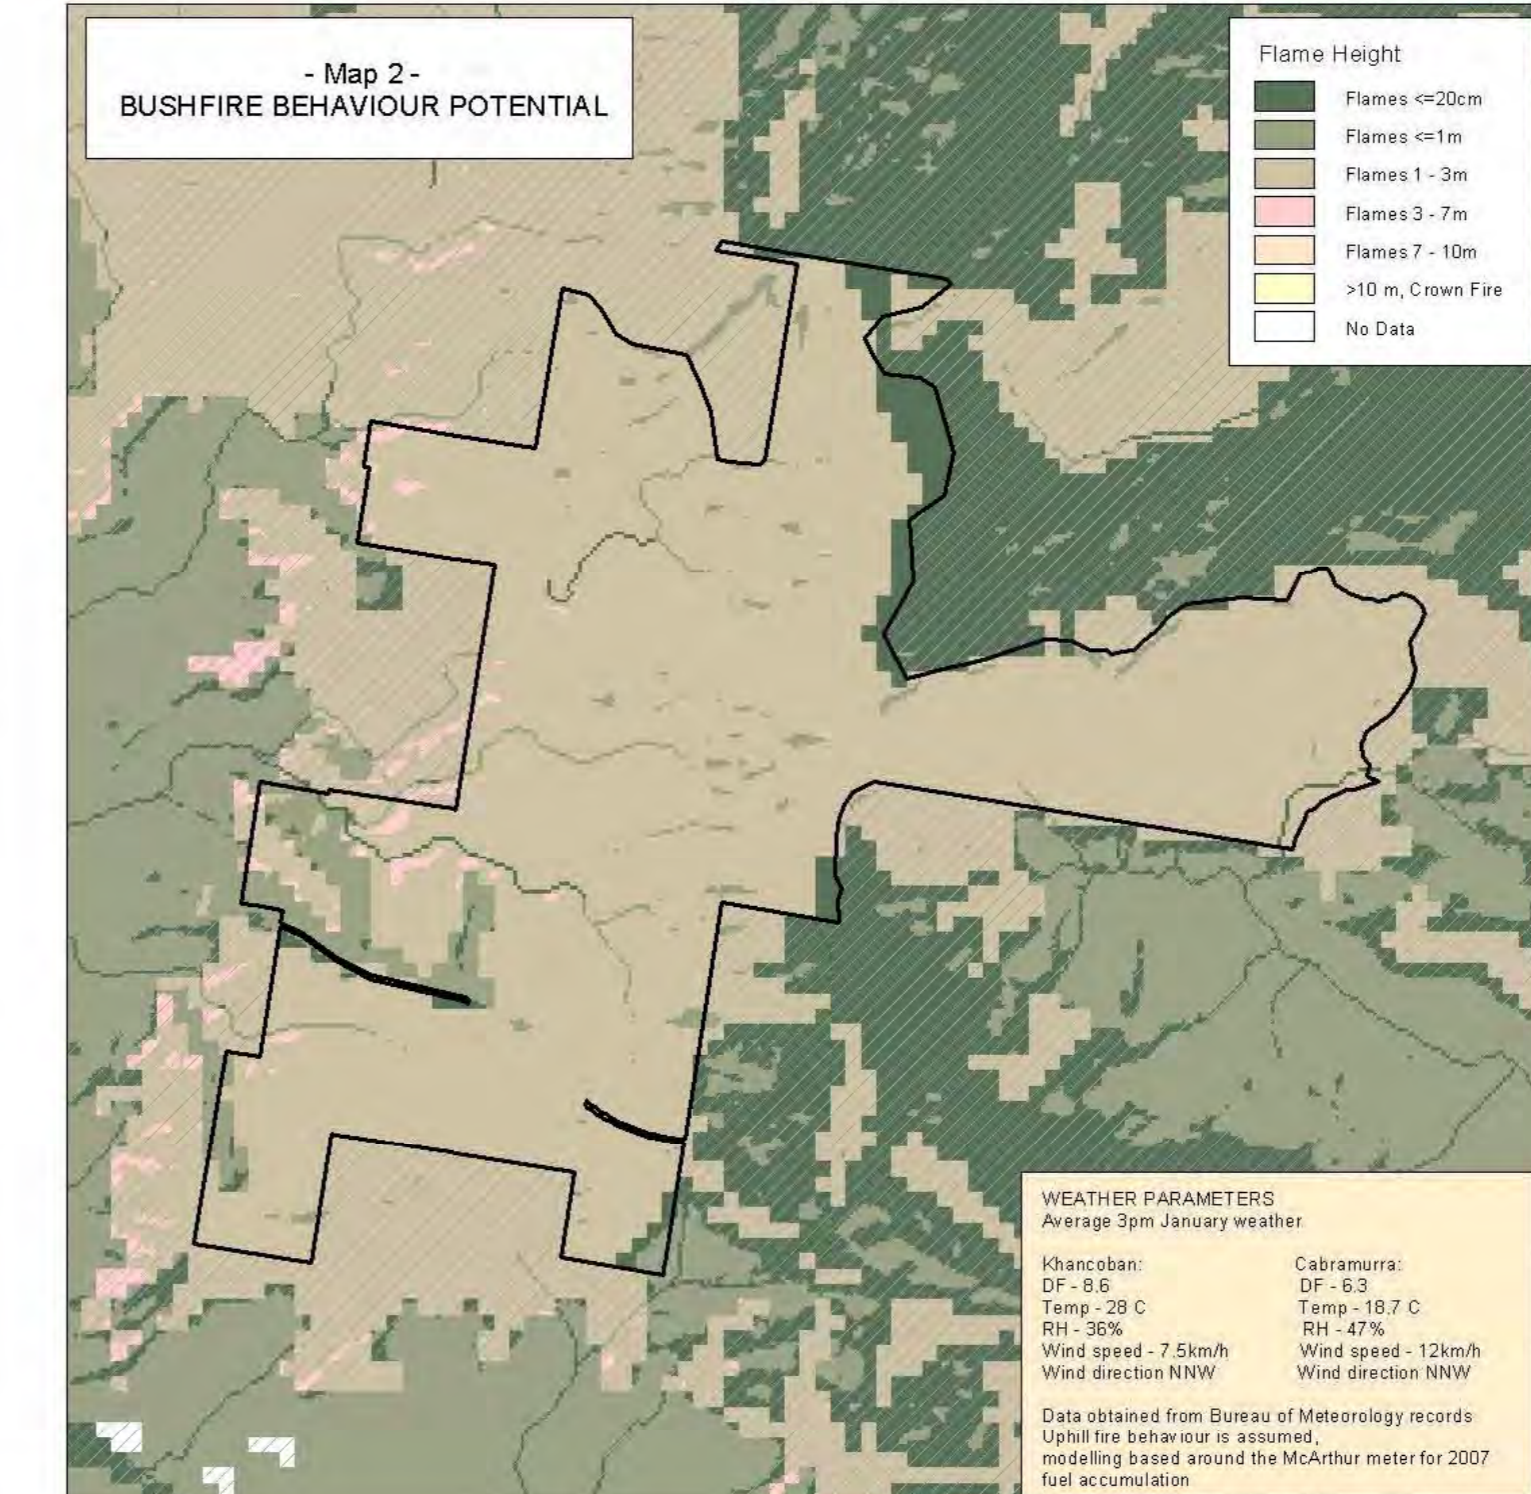 - Map 2 -
BUSHFIRE BEHAVIOUR POTENTIAL
Flame Height
Flames <=20cm
Flames <=1m
Flames 1 - 3m
Flames 3 - 7m
Flames 7 - 10m
>10 m, Crown Fire
No Data
WEATHER PARAMETERS
Average 3pm January weather
Khancoban:
DF - 8.6
Temp - 28 C
RH - 36%
Wind speed - 7.5km/h
Wind direction NNW
Cabramurra:
DF - 6.3
Temp - 18.7 C
RH - 47%
Wind speed - 12km/h
Wind direction NNW
Data obtained from Bureau of Meteorology records
Uphill fire behaviour is assumed,
modelling based around the McArthur meter for 2007
fuel accumulation